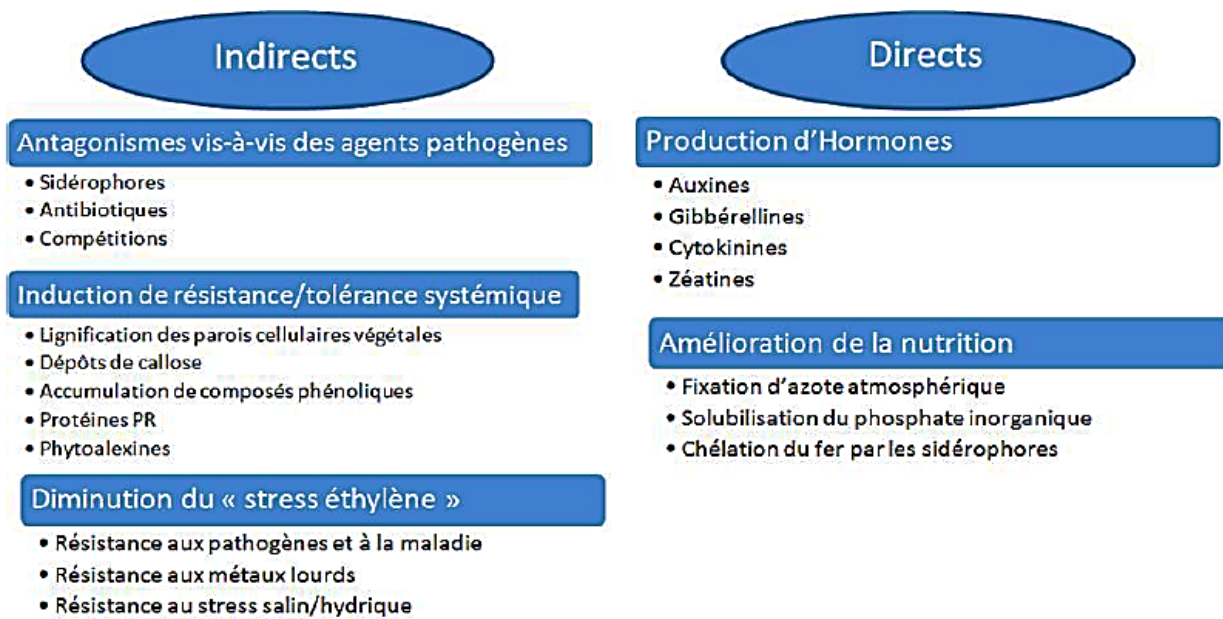 Indirects
Antagonismes vis-à-vis des agents pathogènes
• Sidérophores
• Antibiotiques
• Compétitions
Induction de résistance/tolérance systémique
• Lignification des parois cellulaires végétales
• Dépôts de callose
• Accumulation de composés phénoliques
• Protéines PR
• Phytoalexines
Diminution du « stress éthylène »
• Résistance aux pathogènes et à la maladie
• Résistance aux métaux lourds
• Résistance au stress salin/hydrique
Directs
Production d'Hormones
• Auxines
• Gibbérellines
• Cytokinines
• Zéatines
Amélioration de la nutrition
• Fixation d'azote atmosphérique
• Solubilisation du phosphate inorganique
• Chélation du fer par les sidérophores